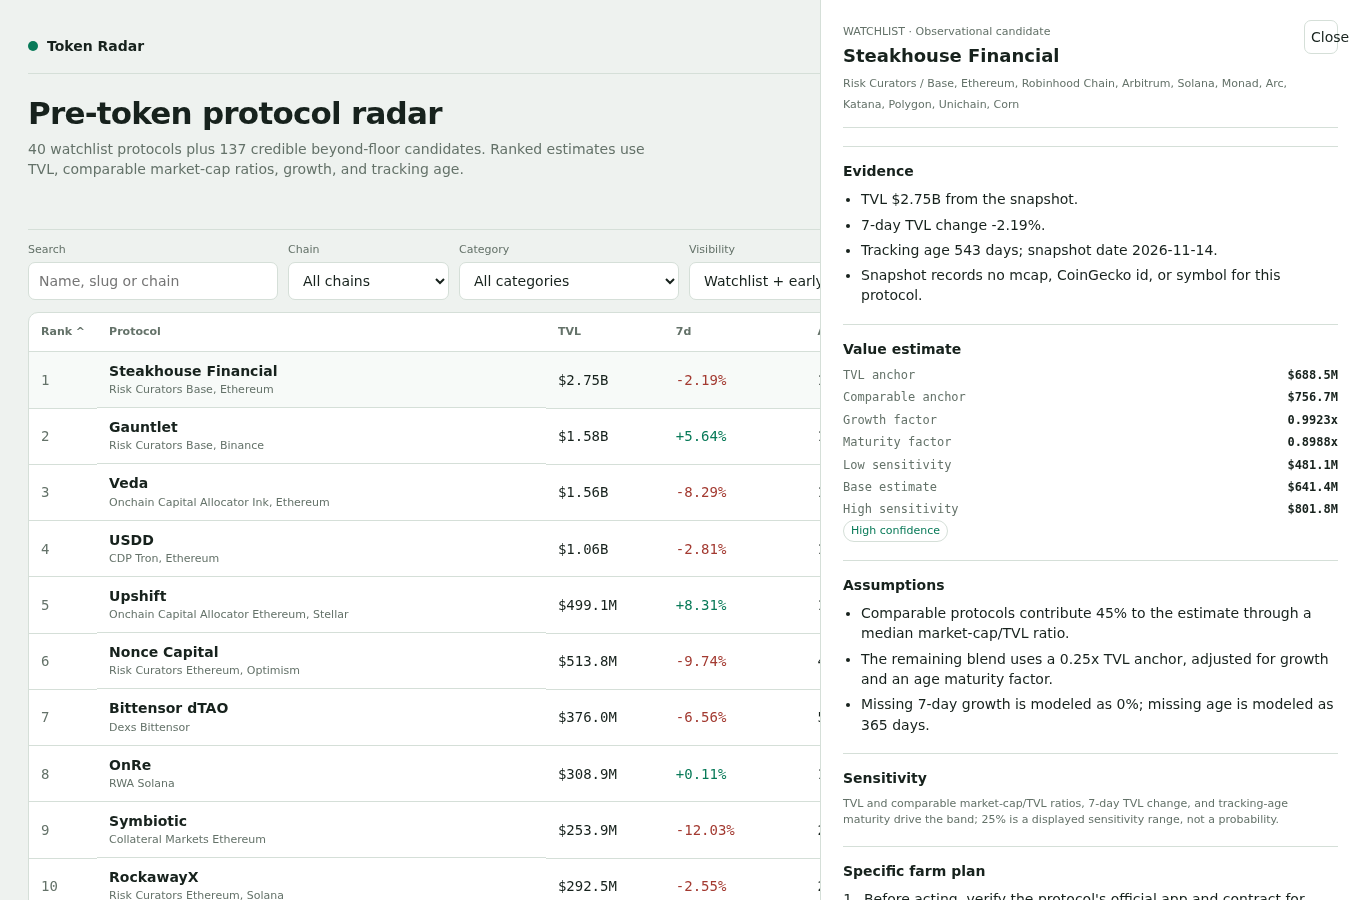 Token Radar
Pre-token protocol radar
40 watchlist protocols plus 137 credible beyond-floor candidates. Ranked estimates use
TVL, comparable market-cap ratios, growth, and tracking age.
Search
Chain
Category
Visibility
Name, slug or chain
All chains
All categories
Watchlist + early
Rank ^ Protocol TVL 7d
1 Steakhouse Financial $2.75B -2.19%
Risk Curators Base, Ethereum
2 Gauntlet $1.58B +5.64%
Risk Curators Base, Binance
3 Veda $1.56B -8.29%
Onchain Capital Allocator Ink, Ethereum
4 USDD $1.06B -2.81%
CDP Tron, Ethereum
5 Upshift $499.1M +8.31%
Onchain Capital Allocator Ethereum, Stellar
6 Nonce Capital $513.8M -9.74%
Risk Curators Ethereum, Optimism
7 Bittensor dTAO $376.0M -6.56%
Dexs Bittensor
8 OnRe $308.9M +0.11%
RWA Solana
9 Symbiotic $253.9M -12.03%
Collateral Markets Ethereum
10 RockawayX $292.5M -2.55%
Risk Curators Ethereum, Solana
WATCHLIST · Observational candidate
Close
Steakhouse Financial
Risk Curators / Base, Ethereum, Robinhood Chain, Arbitrum, Solana, Monad, Arc,
Katana, Polygon, Unichain, Corn
Evidence
• TVL $2.75B from the snapshot.
• 7-day TVL change -2.19%.
• Tracking age 543 days; snapshot date 2026-11-14.
• Snapshot records no mcap, CoinGecko id, or symbol for this
protocol.
Value estimate
TVL anchor $688.5M
Comparable anchor $756.7M
Growth factor 0.9923x
Maturity factor 0.8988x
Low sensitivity $481.1M
Base estimate $641.4M
High sensitivity $801.8M
High confidence
Assumptions
• Comparable protocols contribute 45% to the estimate through a
median market-cap/TVL ratio.
• The remaining blend uses a 0.25x TVL anchor, adjusted for growth
and an age maturity factor.
• Missing 7-day growth is modeled as 0%; missing age is modeled as
365 days.
Sensitivity
TVL and comparable market-cap/TVL ratios, 7-day TVL change, and tracking-age
maturity drive the band; 25% is a displayed sensitivity range, not a probability.
Specific farm plan
1. Before acting, verify the protocol's official app and contract for